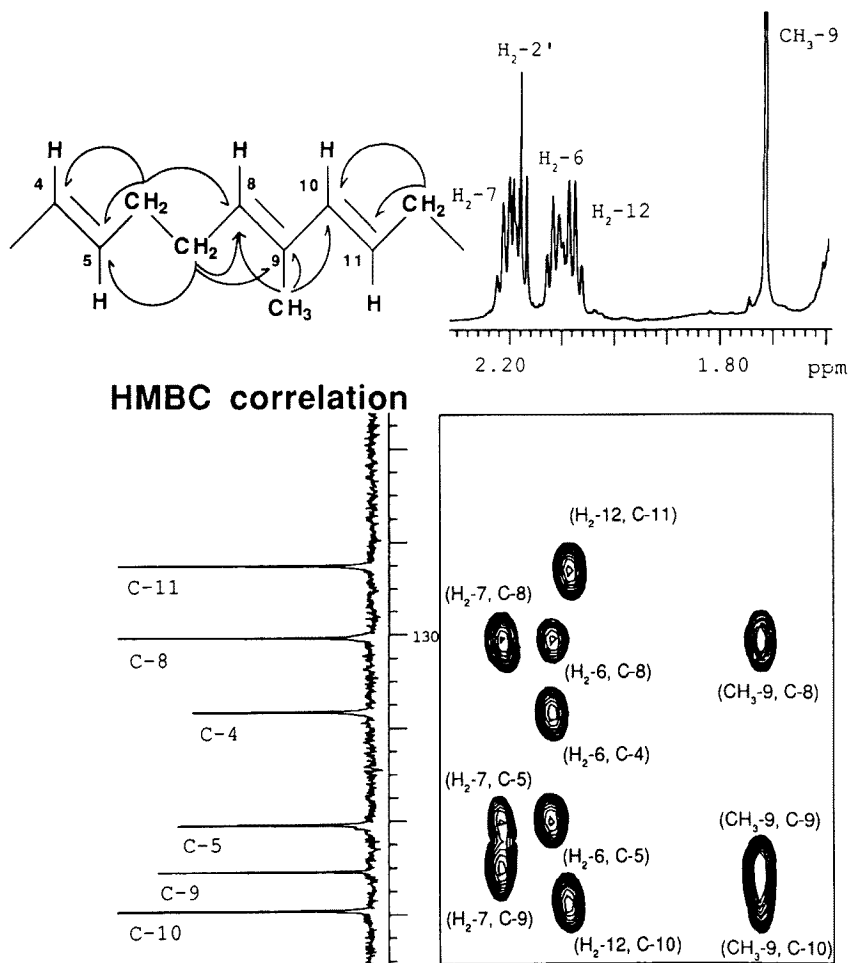 H H H
4 8 10
CH₂ CH₂
CH₂
5 9 11
H CH₃ H
CH₃-9
H₂-2'
H₂-7 H₂-6
H₂-12
2.20 1.80 ppm
HMBC correlation
C-11
C-8
C-4
C-5
C-9
C-10
130
(H₂-12, C-11)
(H₂-7, C-8)
(H₂-6, C-8)
(CH₃-9, C-8)
(H₂-6, C-4)
(H₂-7, C-5)
(CH₃-9, C-9)
(H₂-6, C-5)
(H₂-7, C-9)
(H₂-12, C-10)
(CH₃-9, C-10)